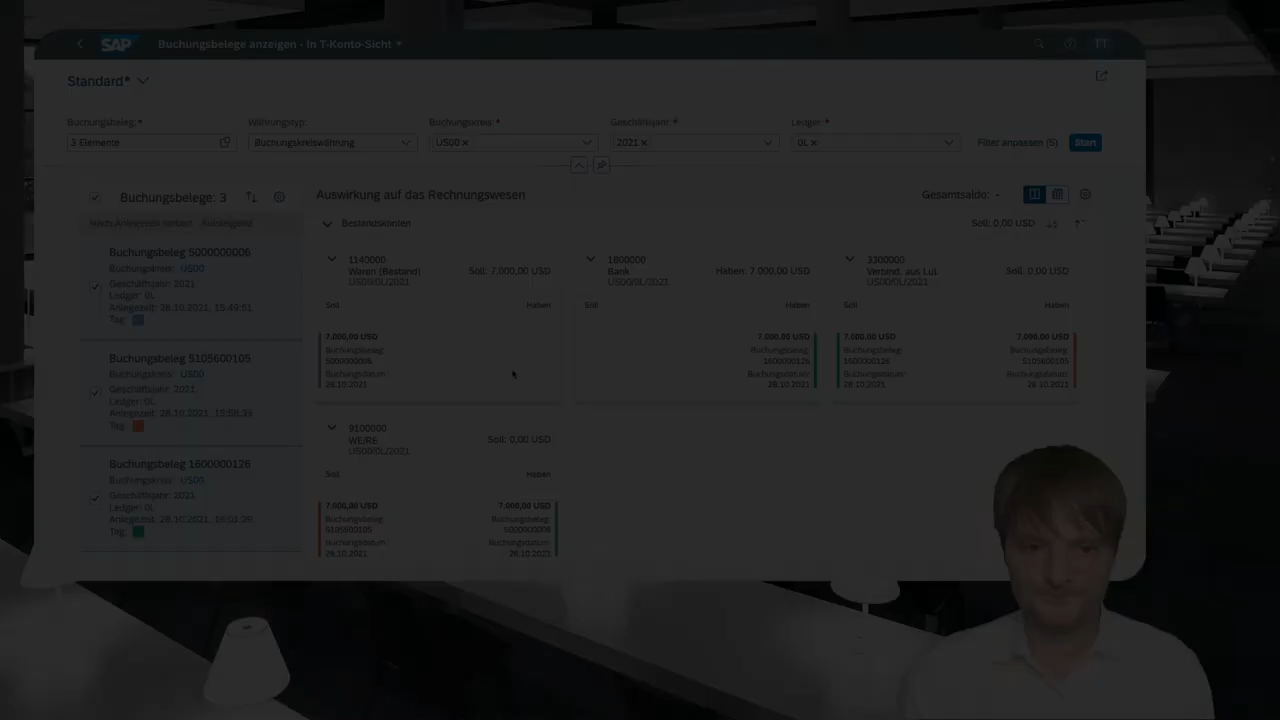 SAP Buchungsbelege anzeigen - In T-Konto-Sicht TT
Standard*
Buchungsbeleg:* Währungstyp: Buchungskreis: * Geschäftsjahr: * Ledger: *
3 Elemente Buchungskreiswährung US00 2021 0L Filter anpassen (5) Start
Buchungsbelege: 3 Auswirkung auf das Rechnungswesen Gesamtsaldo: -
Bestandskonten Soll: 0,00 USD
Buchungsbeleg 5000000006
Buchungskreis: US00
Geschäftsjahr: 2021
Ledger: 0L
Anlegezeit: 28.10.2021, 15:49:51
Tag:
Buchungsbeleg 5105600105
Buchungskreis: US00
Geschäftsjahr: 2021
Ledger: 0L
Anlegezeit: 28.10.2021, 15:58:33
Tag:
Buchungsbeleg 1600000126
Buchungskreis: US00
Geschäftsjahr: 2021
Ledger: 0L
Anlegezeit: 28.10.2021, 16:01:29
Tag:
1140000
Waren (Bestand) Soll: 7.000,00 USD
US00/0L/2021
Soll Haben
7.000,00 USD
Buchungsbeleg:
5000000006
Buchungsdatum:
28.10.2021
1800000
Bank Haben: 7.000,00 USD
US00/0L/2021
Soll Haben
7.000,00 USD
Buchungsbeleg:
1600000126
Buchungsdatum:
28.10.2021
3300000
Verbind. aus LuL Soll: 0,00 USD
US00/0L/2021
Soll Haben
7.000,00 USD 7.000,00 USD
Buchungsbeleg: Buchungsbeleg:
1600000126 5105600105
Buchungsdatum: Buchungsdatum:
28.10.2021 28.10.2021
9100000
WE/RE Soll: 0,00 USD
US00/0L/2021
Soll Haben
7.000,00 USD 7.000,00 USD
Buchungsbeleg: Buchungsbeleg:
5105600105 5000000006
Buchungsdatum: Buchungsdatum:
28.10.2021 28.10.2021